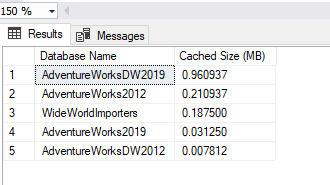 150 %
Results Messages
Database Name Cached Size (MB)
1 AdventureWorksDW2019 0.960937
2 AdventureWorks2012 0.210937
3 WideWorldImporters 0.187500
4 AdventureWorks2019 0.031250
5 AdventureWorksDW2012 0.007812